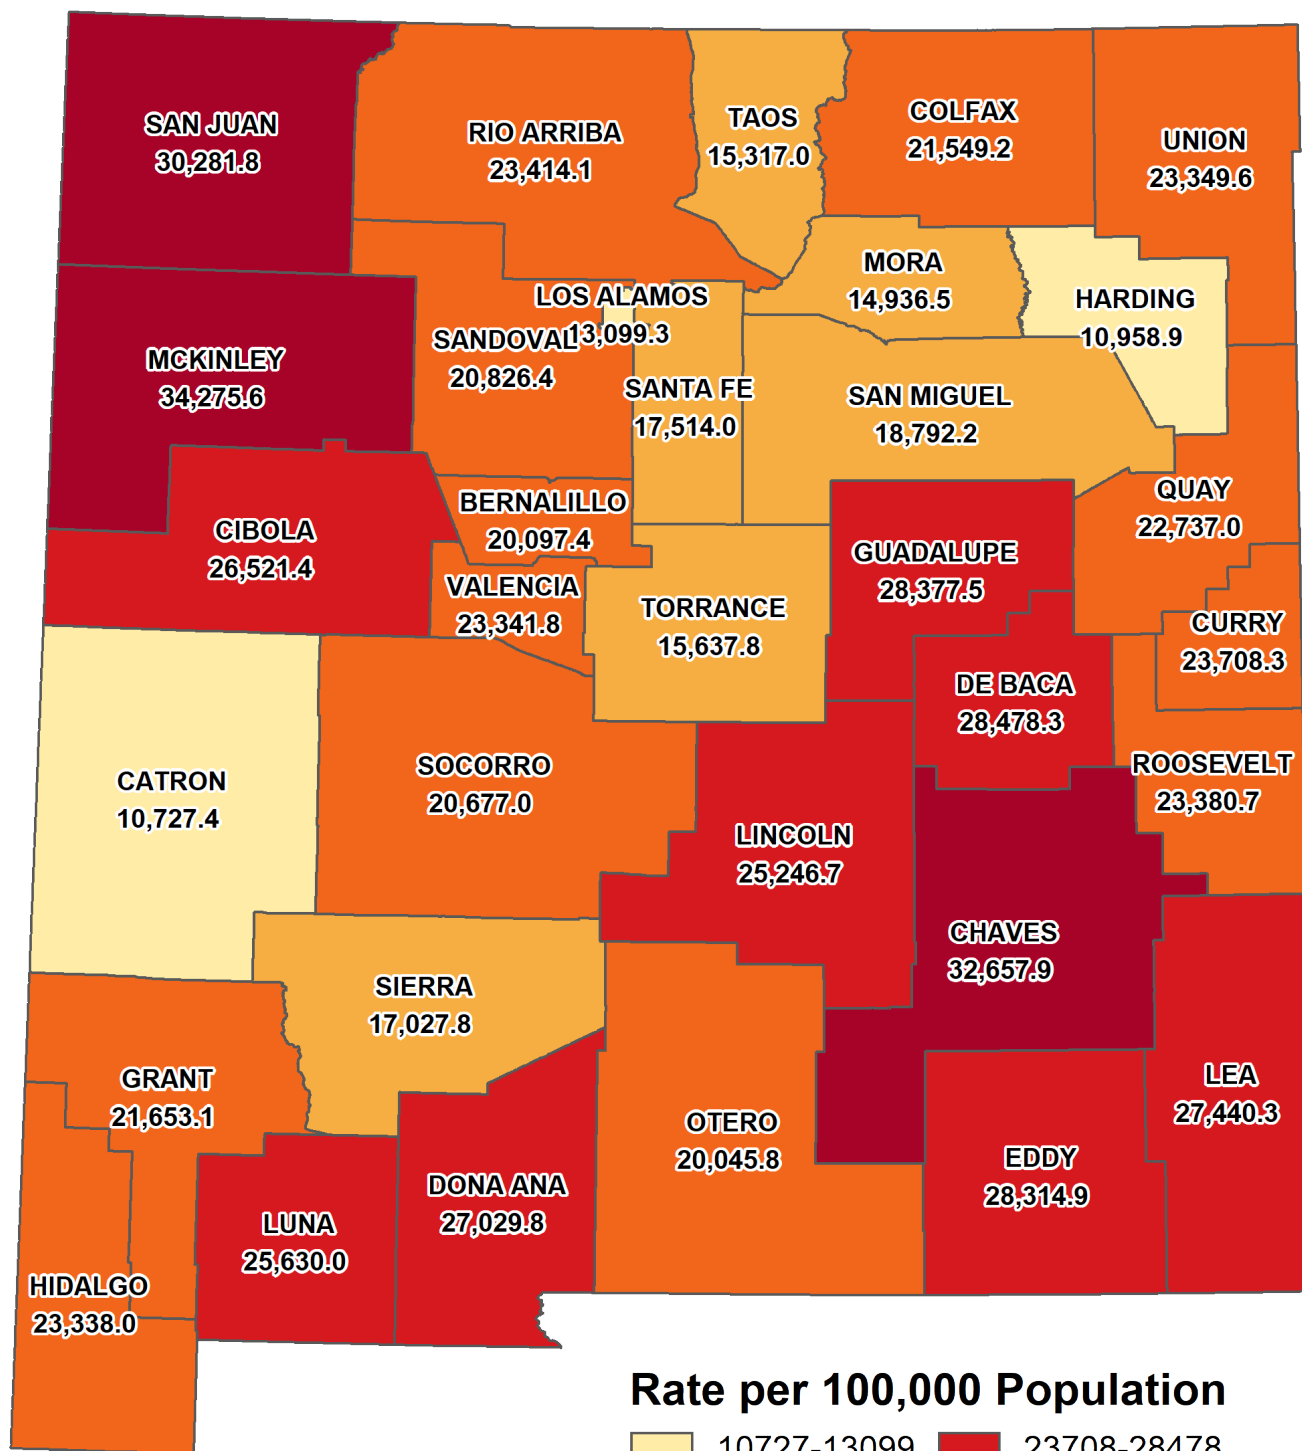 SAN JUAN
30,281.8
RIO ARRIBA
23,414.1
TAOS
15,317.0
COLFAX
21,549.2
UNION
23,349.6
MORA
14,936.5
HARDING
10,958.9
LOS ALAMOS
13,099.3
SANDOVAL
20,826.4
MCKINLEY
34,275.6
SANTA FE
17,514.0
SAN MIGUEL
18,792.2
QUAY
22,737.0
BERNALILLO
20,097.4
CIBOLA
26,521.4
GUADALUPE
28,377.5
VALENCIA
23,341.8
TORRANCE
15,637.8
CURRY
23,708.3
DE BACA
28,478.3
CATRON
10,727.4
SOCORRO
20,677.0
ROOSEVELT
23,380.7
LINCOLN
25,246.7
CHAVES
32,657.9
SIERRA
17,027.8
GRANT
21,653.1
LEA
27,440.3
OTERO
20,045.8
EDDY
28,314.9
DONA ANA
27,029.8
LUNA
25,630.0
HIDALGO
23,338.0
Rate per 100,000 Population
10727-13099
23708-28478